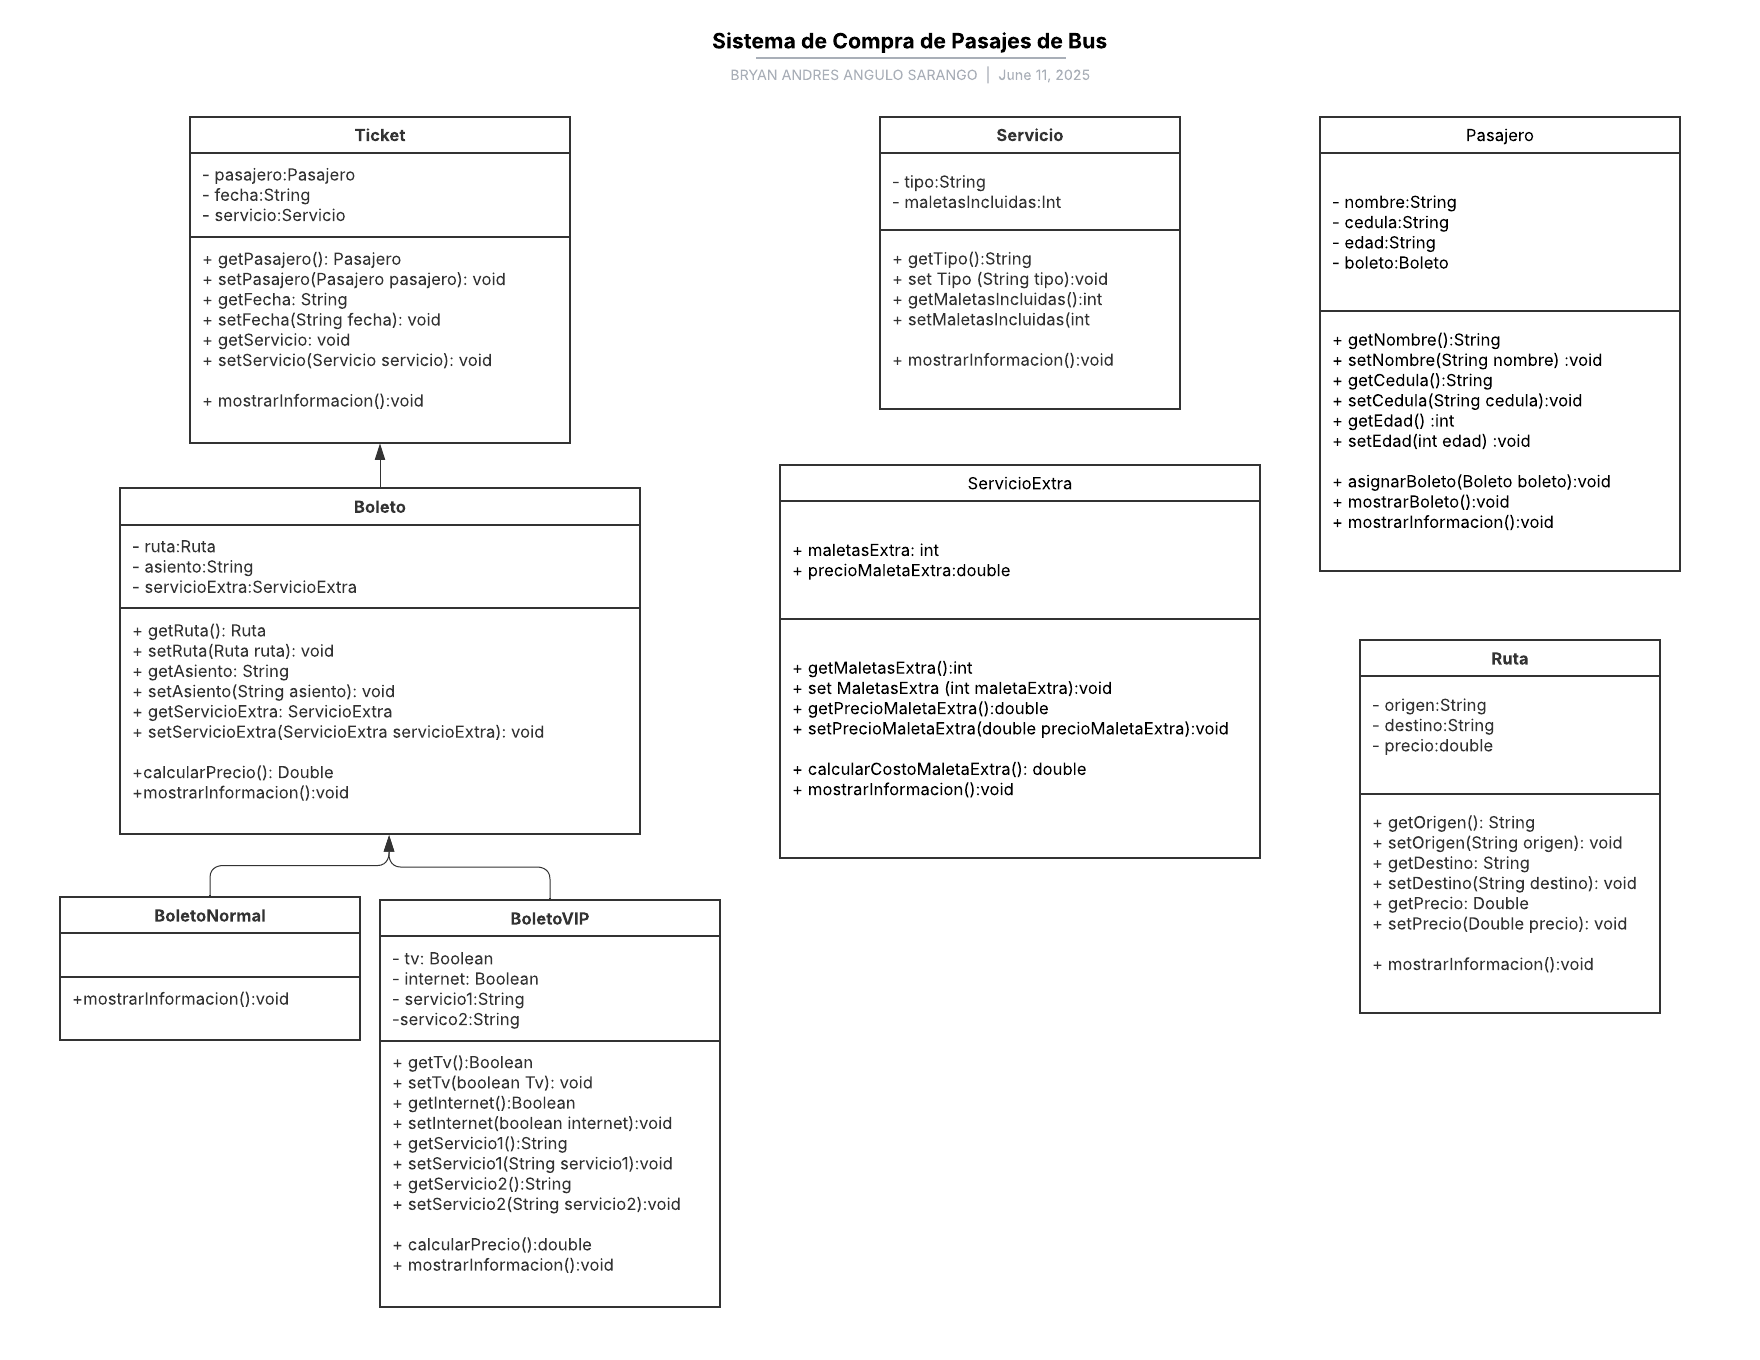 Sistema de Compra de Pasajes de Bus
BRYAN ANDRES ANGULO SARANGO | June 11, 2025
Ticket
- pasajero:Pasajero
- fecha:String
- servicio:Servicio
+ getPasajero(): Pasajero
+ setPasajero(Pasajero pasajero): void
+ getFecha: String
+ setFecha(String fecha): void
+ getServicio: void
+ setServicio(Servicio servicio): void
+ mostrarInformacion():void
Boleto
- ruta:Ruta
- asiento:String
- servicioExtra:ServicioExtra
+ getRuta(): Ruta
+ setRuta(Ruta ruta): void
+ getAsiento: String
+ setAsiento(String asiento): void
+ getServicioExtra: ServicioExtra
+ setServicioExtra(ServicioExtra servicioExtra): void
+calcularPrecio(): Double
+mostrarInformacion():void
BoletoNormal
+mostrarInformacion():void
BoletoVIP
- tv: Boolean
- internet: Boolean
- servicio1:String
-servico2:String
+ getTv():Boolean
+ setTv(boolean Tv): void
+ getInternet():Boolean
+ setInternet(boolean internet):void
+ getServicio1():String
+ setServicio1(String servicio1):void
+ getServicio2():String
+ setServicio2(String servicio2):void
+ calcularPrecio():double
+ mostrarInformacion():void
Servicio
- tipo:String
- maletasIncluidas:Int
+ getTipo():String
+ set Tipo (String tipo):void
+ getMaletasIncluidas():int
+ setMaletasIncluidas(int
+ mostrarInformacion():void
ServicioExtra
+ maletasExtra: int
+ precioMaletaExtra:double
+ getMaletasExtra():int
+ set MaletasExtra (int maletaExtra):void
+ getPrecioMaletaExtra():double
+ setPrecioMaletaExtra(double precioMaletaExtra):void
+ calcularCostoMaletaExtra(): double
+ mostrarInformacion():void
Pasajero
- nombre:String
- cedula:String
- edad:String
- boleto:Boleto
+ getNombre():String
+ setNombre(String nombre) :void
+ getCedula():String
+ setCedula(String cedula):void
+ getEdad() :int
+ setEdad(int edad) :void
+ asignarBoleto(Boleto boleto):void
+ mostrarBoleto():void
+ mostrarInformacion():void
Ruta
- origen:String
- destino:String
- precio:double
+ getOrigen(): String
+ setOrigen(String origen): void
+ getDestino: String
+ setDestino(String destino): void
+ getPrecio: Double
+ setPrecio(Double precio): void
+ mostrarInformacion():void